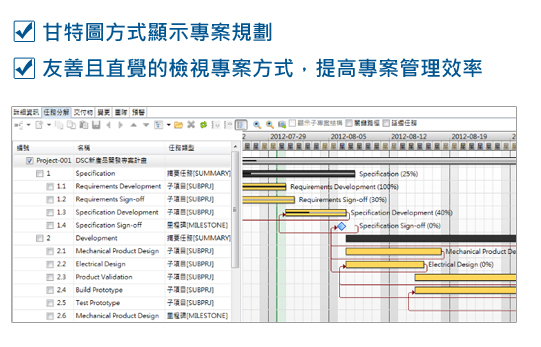 甘特圖方式顯示專案規劃
友善且直覺的檢視專案方式，提高專案管理效率
詳細資訊 任務分解 交付物 變更 團隊 預警
顯示子專案結構 關鍵路徑 延遲任務
編號 名稱 任務類型
2 2012-07-29 2012-08-05 2012-08-12 2012-08-19 2
Project-001 DSC新產品開發專案計畫
1 Specification 摘要任務[SUMMARY] Specification (25%)
1.1 Requirements Development 子項目[SUBPRJ] Requirements Development (100%)
1.2 Requirements Sign-off 子項目[SUBPRJ] Requirements Sign-off (30%)
1.3 Specification Development 子項目[SUBPRJ] Specification Development (40%)
1.4 Specification Sign-off 里程碑[MILESTONE] Specification Sign-off (0%)
2 Development 摘要任務[SUMMARY]
2.1 Mechanical Product Design 子項目[SUBPRJ] Mechanical Product De
2.2 Electrical Design 子項目[SUBPRJ] Electrical Design (0%)
2.3 Product Validation 子項目[SUBPRJ]
2.4 Build Prototype 子項目[SUBPRJ]
2.5 Test Prototype 子項目[SUBPRJ]
2.6 Mechanical Product Design 里程碑[MILESTONE]